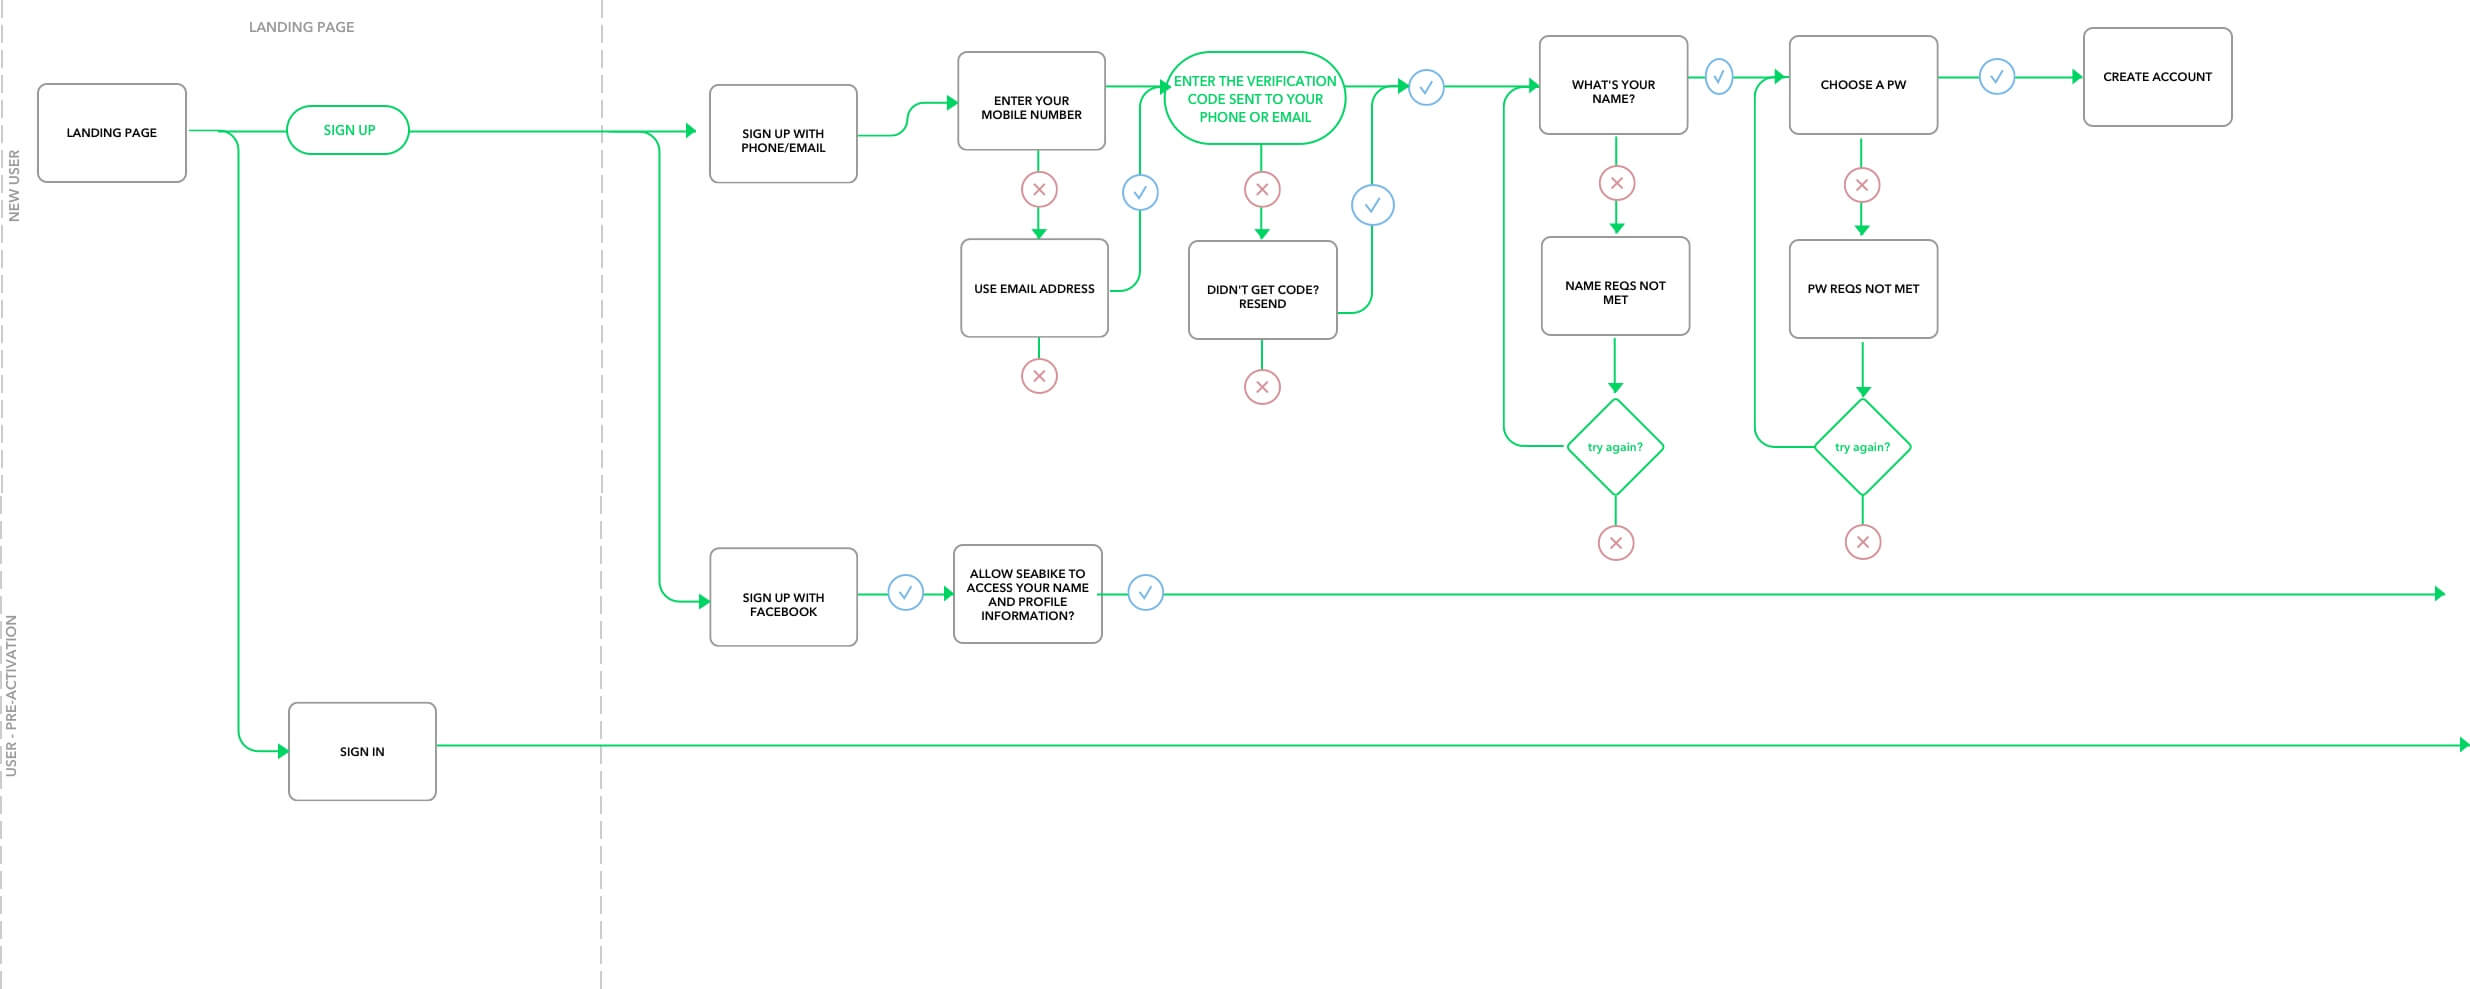 LANDING PAGE
NEW USER
LANDING PAGE
SIGN UP
SIGN UP WITH
PHONE/EMAIL
ENTER YOUR
MOBILE NUMBER
ENTER THE VERIFICATION
CODE SENT TO YOUR
PHONE OR EMAIL
WHAT'S YOUR
NAME?
CHOOSE A PW
CREATE ACCOUNT
USE EMAIL ADDRESS
DIDN'T GET CODE?
RESEND
NAME REQS NOT
MET
PW REQS NOT MET
try again?
try again?
SIGN UP WITH
FACEBOOK
ALLOW SEABIKE TO
ACCESS YOUR NAME
AND PROFILE
INFORMATION?
USER - PRE-ACTIVATION
SIGN IN